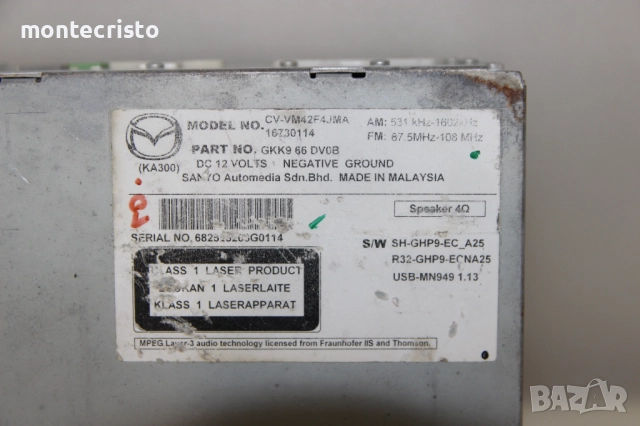 montecristo
MODEL NO. CV-VM42F4JMA
16730114
AM: 531 kHz-1602kHz
FM: 87.5MHz-108 MHz
PART NO. GKK9 66 DV0B
(KA300)
DC 12 VOLTS NEGATIVE GROUND
SANYO Automedia Sdn.Bhd. MADE IN MALAYSIA
Speaker 4Ω
SERIAL NO.
S/W SH-GHP9-EC_A25
R32-GHP9-ECNA25
USB-MN949 1.13
KLASS 1 LASER PRODUCT
1 LASERLAITE
KLASS 1 LASERAPPARAT
MPEG Layer-3 audio technology licensed from Fraunhofer IIS and Thomson.
BAZAR